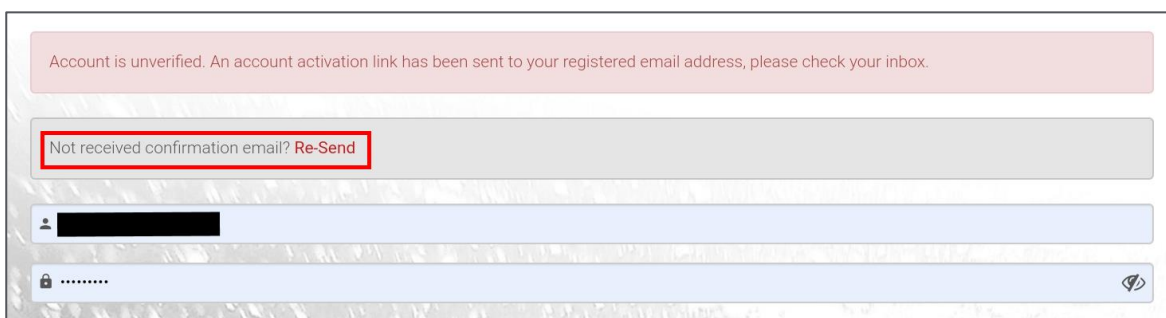 Account is unverified. An account activation link has been sent to your registered email address, please check your inbox.
Not received confirmation email? Re-Send
•••••••••